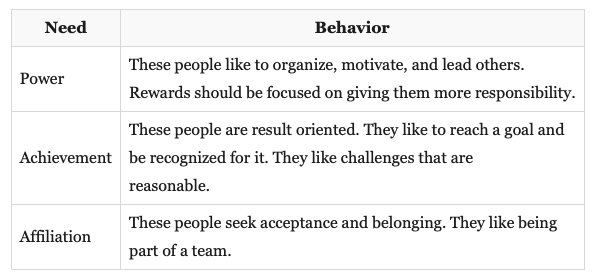 Need Behavior
Power
These people like to organize, motivate, and lead others.
Rewards should be focused on giving them more responsibility.
Achievement
These people are result oriented. They like to reach a goal and
be recognized for it. They like challenges that are
reasonable.
Affiliation
These people seek acceptance and belonging. They like being
part of a team.